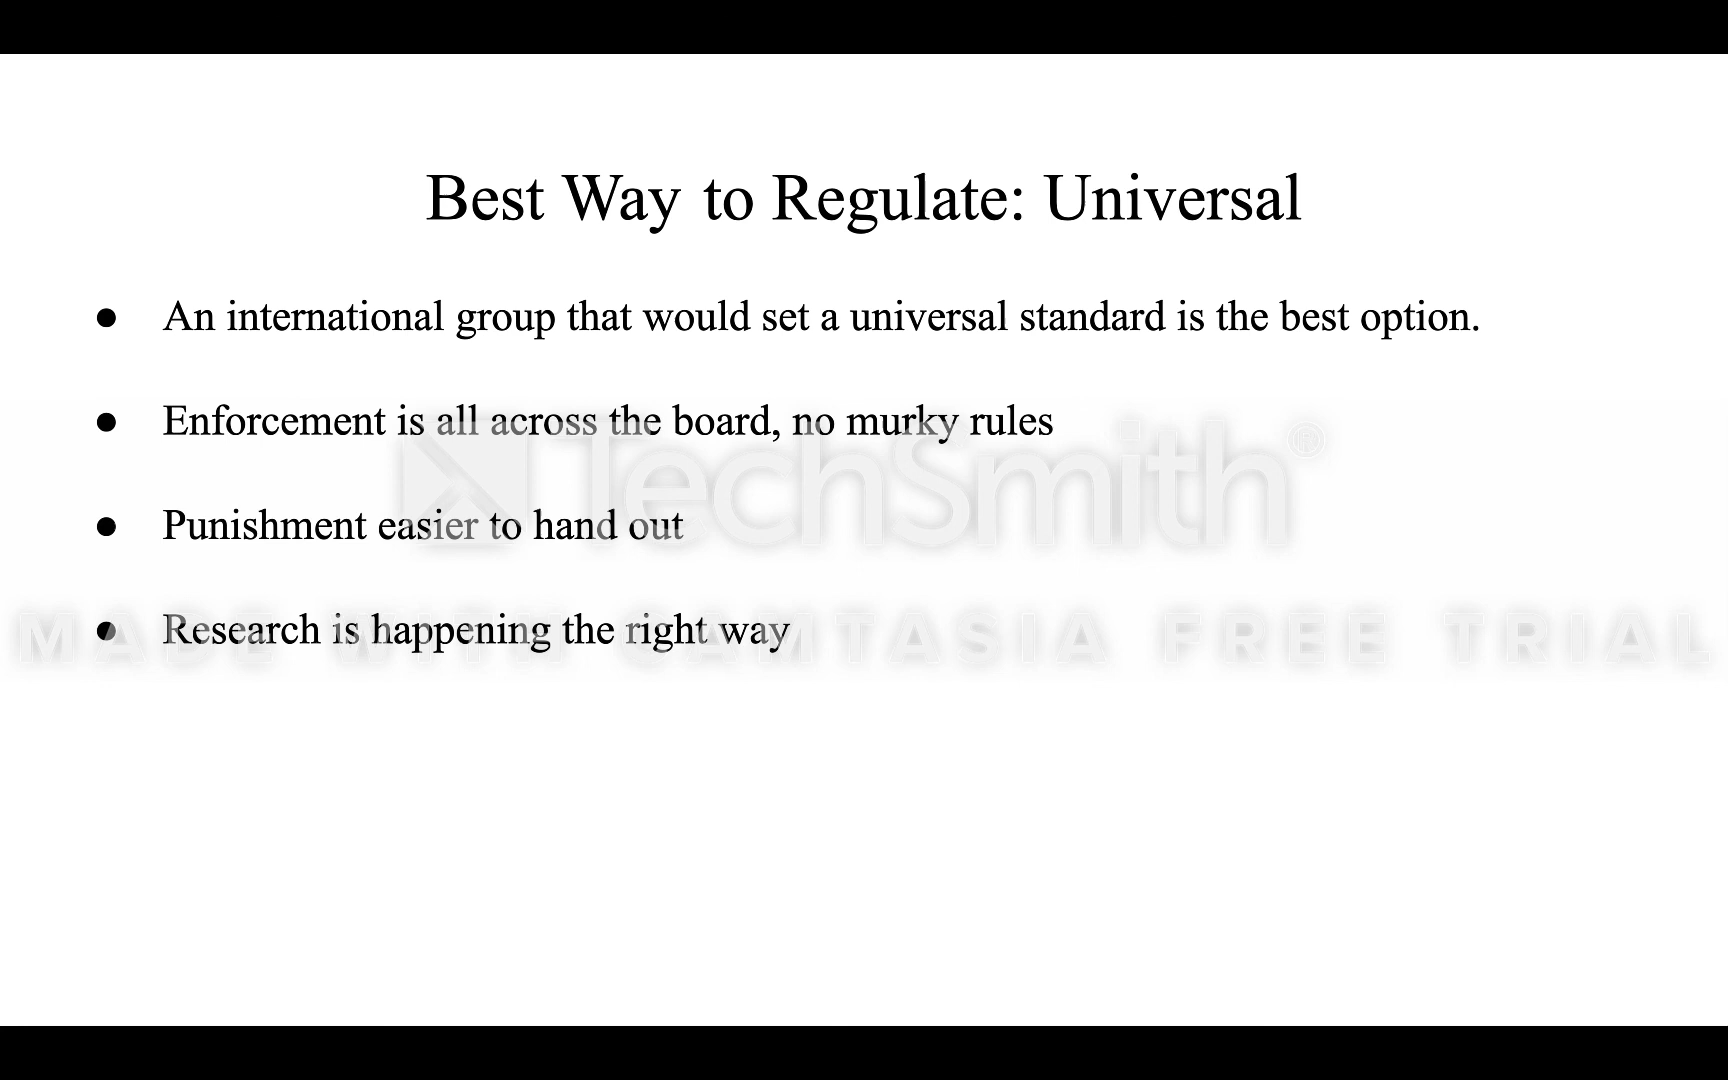 Best Way to Regulate: Universal
● An international group that would set a universal standard is the best option.
● Enforcement is all across the board, no murky rules
TechSmith®
● Punishment easier to hand out
● Research is happening the right way
MADE WITH CAMTASIA FREE TRIAL